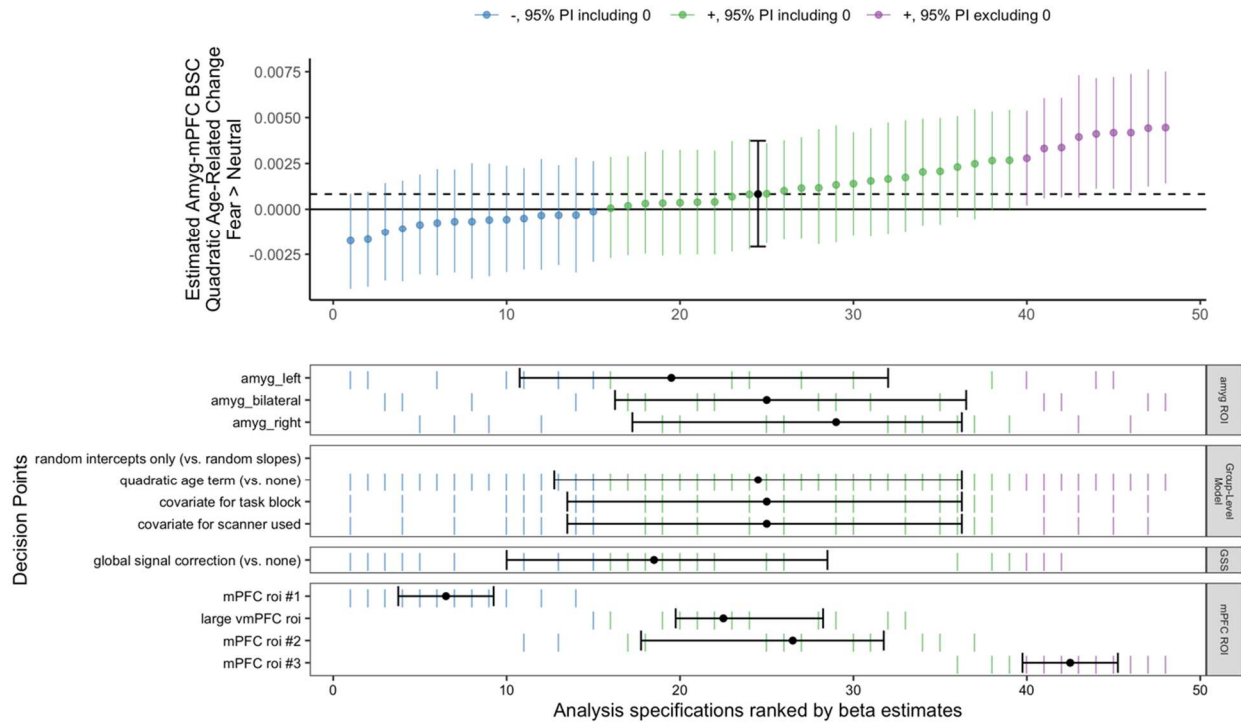 -, 95% PI including 0 +, 95% PI including 0 +, 95% PI excluding 0
Estimated Amyg-mPFC BSC
Quadratic Age-Related Change
Fear > Neutral
0.0075
0.0050
0.0025
0.0000
-0.0025
0 10 20 30 40 50
Decision Points
amyg_left
amyg_bilateral
amyg_right
amyg ROI
random intercepts only (vs. random slopes)
quadratic age term (vs. none)
covariate for task block
covariate for scanner used
Group-Level
Model
global signal correction (vs. none)
GSS
mPFC roi #1
large vmPFC roi
mPFC roi #2
mPFC roi #3
mPFC ROI
0 10 20 30 40 50
Analysis specifications ranked by beta estimates